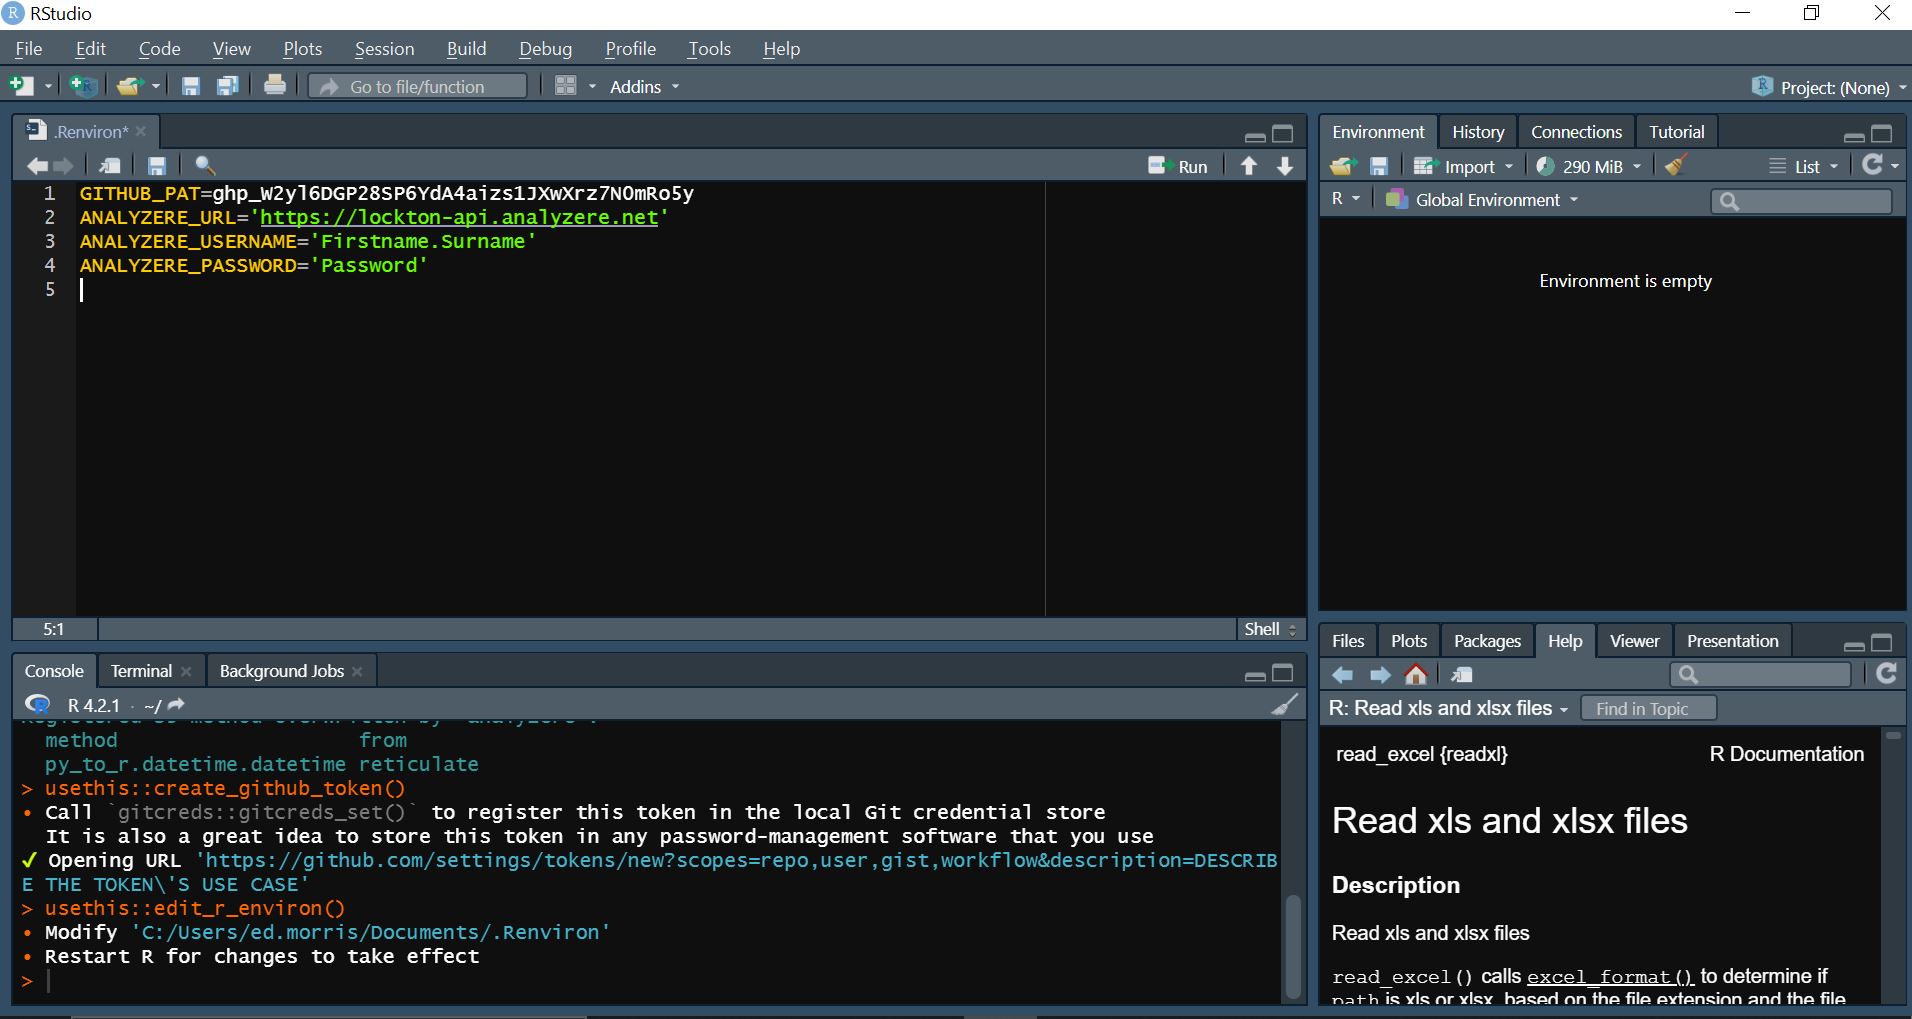 RStudio
File Edit Code View Plots Session Build Debug Profile Tools Help
Go to file/function Addins Project: (None)
.Renviron*
Run
1 GITHUB_PAT=ghp_W2yl6DGP28SP6YdA4aizs1JXwXrz7NOmRo5y
2 ANALYZERE_URL='https://lockton-api.analyzere.net'
3 ANALYZERE_USERNAME='Firstname.Surname'
4 ANALYZERE_PASSWORD='Password'
5
5:1 Shell
Console Terminal Background Jobs
R 4.2.1 · ~/
method from
py_to_r.datetime.datetime reticulate
> usethis::create_github_token()
• Call `gitcreds::gitcreds_set()` to register this token in the local Git credential store
It is also a great idea to store this token in any password-management software that you use
✔ Opening URL 'https://github.com/settings/tokens/new?scopes=repo,user,gist,workflow&description=DESCRIB
E THE TOKEN\'S USE CASE'
> usethis::edit_r_environ()
• Modify 'C:/Users/ed.morris/Documents/.Renviron'
• Restart R for changes to take effect
>
Environment History Connections Tutorial
Import 290 MiB List
R Global Environment
Environment is empty
Files Plots Packages Help Viewer Presentation
R: Read xls and xlsx files Find in Topic
read_excel {readxl} R Documentation
Read xls and xlsx files
Description
Read xls and xlsx files
read_excel() calls excel_format() to determine if
path is xls or xlsx, based on the file extension and the file